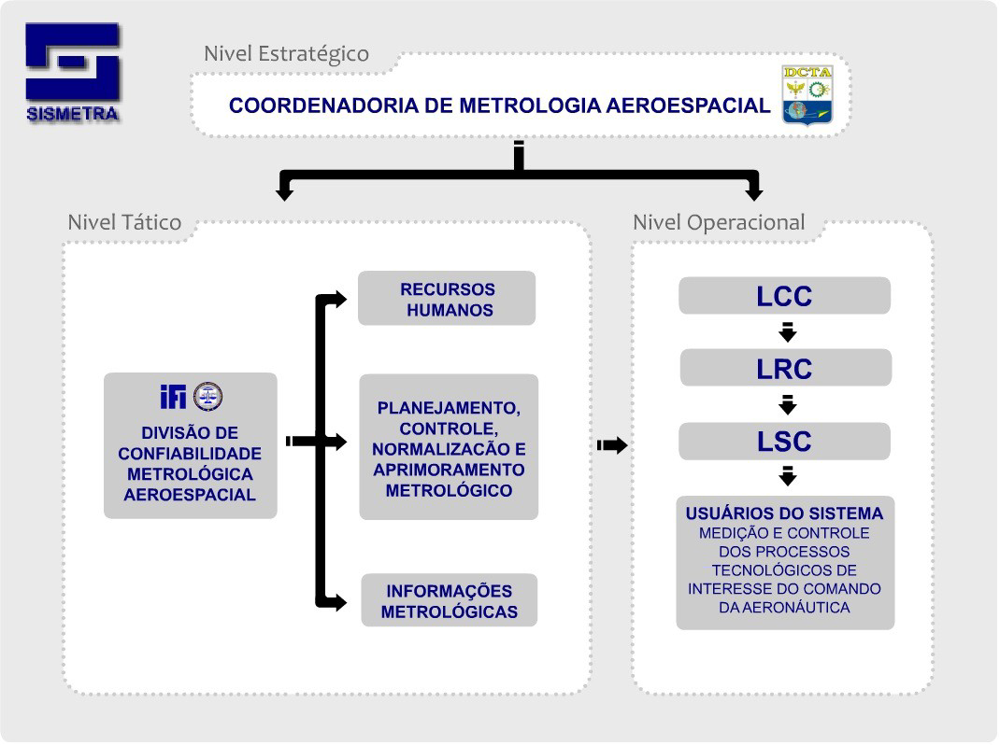 SISMETRA
Nivel Estratégico
COORDENADORIA DE METROLOGIA AEROESPACIAL
DCTA
Nivel Tático
RECURSOS
HUMANOS
iFi
DIVISÃO DE
CONFIABILIDADE
METROLÓGICA
AEROESPACIAL
PLANEJAMENTO,
CONTROLE,
NORMALIZACÃO E
APRIMORAMENTO
METROLÓGICO
INFORMAÇÕES
METROLÓGICAS
Nivel Operacional
LCC
LRC
LSC
USUÁRIOS DO SISTEMA
MEDIÇÃO E CONTROLE
DOS PROCESSOS
TECNOLÓGICOS DE
INTERESSE DO COMANDO
DA AERONÁUTICA